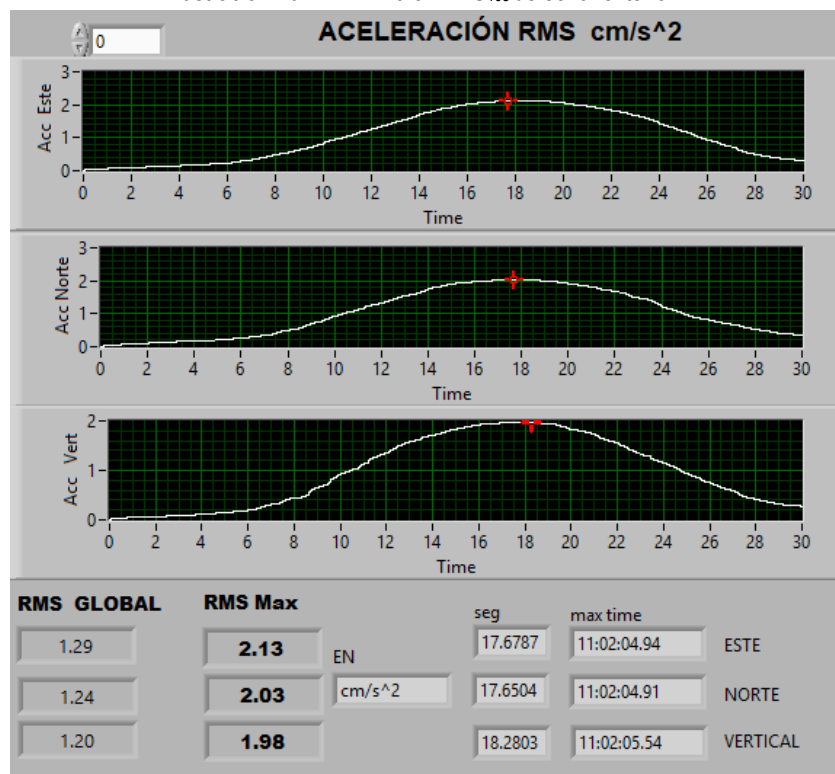 0
ACELERACIÓN RMS cm/s^2
3
2
1
0
Acc Este
0 2 4 6 8 10 12 14 16 18 20 22 24 26 28 30
Time
3
2
1
0
Acc Norte
0 2 4 6 8 10 12 14 16 18 20 22 24 26 28 30
Time
2
1
0
Acc Vert
0 2 4 6 8 10 12 14 16 18 20 22 24 26 28 30
Time
RMS GLOBAL RMS Max seg max time
1.29 2.13 17.6787 11:02:04.94 ESTE
EN
1.24 2.03 cm/s^2 17.6504 11:02:04.91 NORTE
1.20 1.98 18.2803 11:02:05.54 VERTICAL